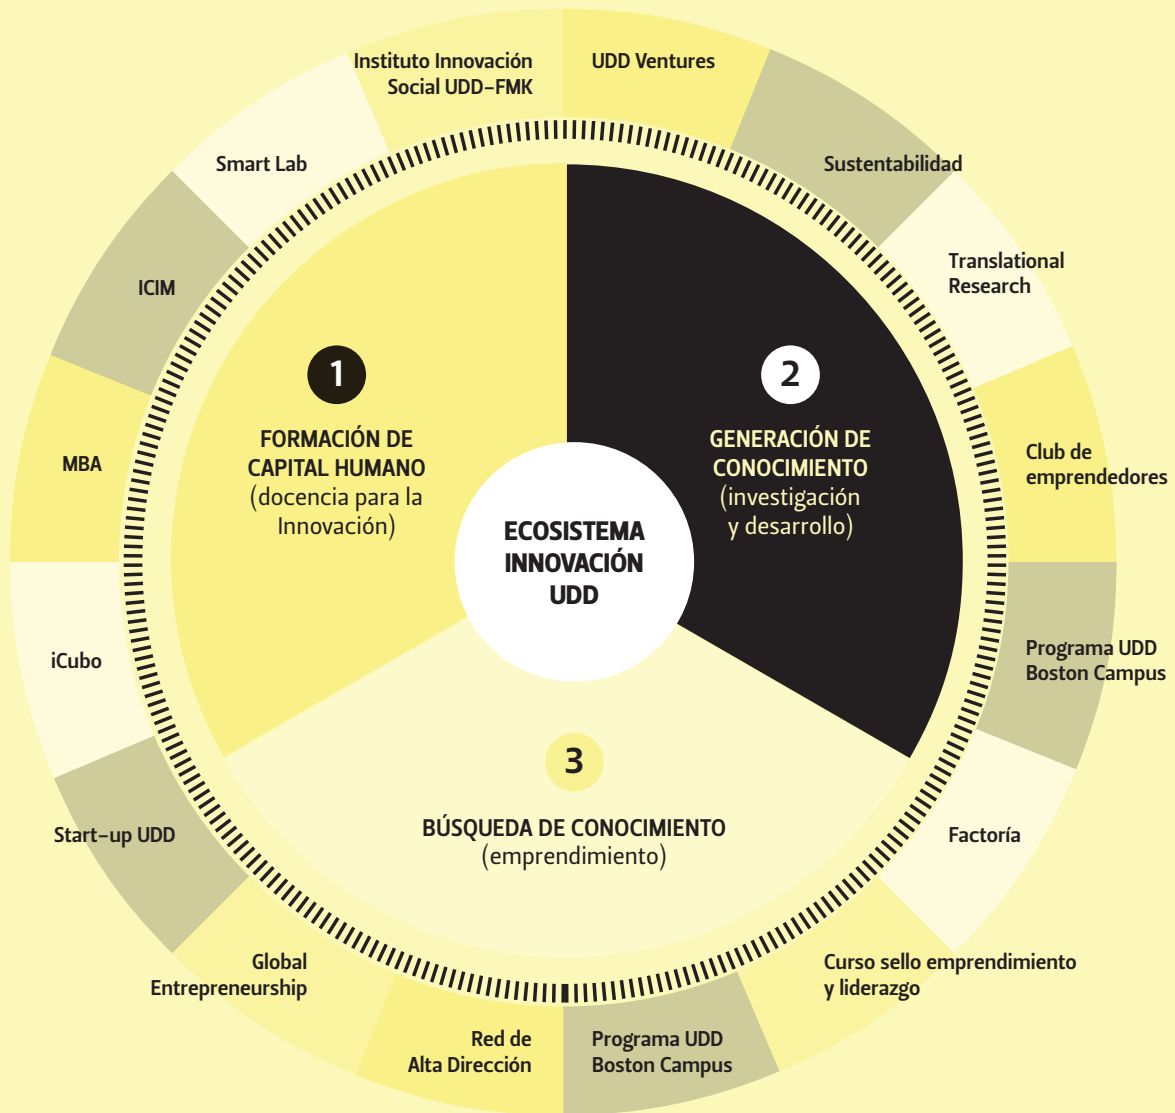 Instituto Innovación
Social UDD–FMK
UDD Ventures
Sustentabilidad
Translational
Research
Club de
emprendedores
Programa UDD
Boston Campus
Factoría
Curso sello emprendimiento
y liderazgo
Programa UDD
Boston Campus
Red de
Alta Dirección
Global
Entrepreneurship
Start–up UDD
iCubo
MBA
ICIM
Smart Lab
1
FORMACIÓN DE
CAPITAL HUMANO
(docencia para la
Innovación)
2
GENERACIÓN DE
CONOCIMIENTO
(investigación
y desarrollo)
ECOSISTEMA
INNOVACIÓN
UDD
3
BÚSQUEDA DE CONOCIMIENTO
(emprendimiento)